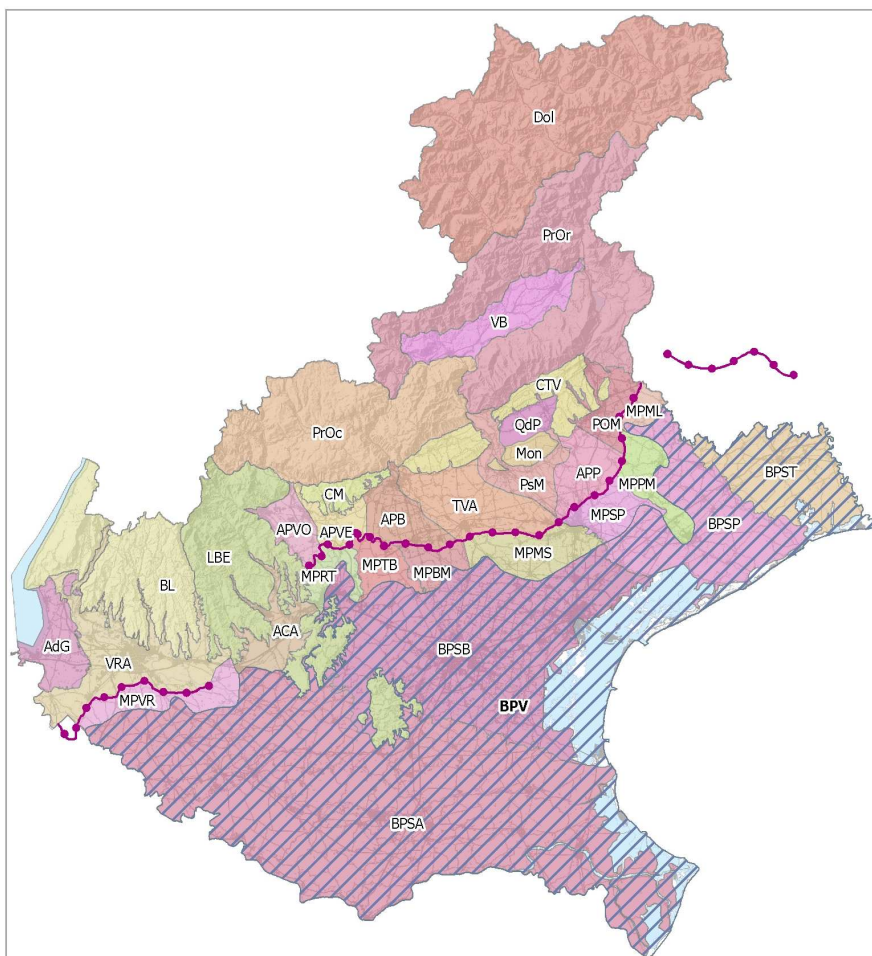 Dol
PrOr
VB
CTV
PrOc
QdP
POM
MPML
Mon
BPST
APP
PsM
MPPM
CM
TVA
APB
MPSP
BPSP
APVO
APVE
LBE
MPMS
MPTB
MPRT
MPBM
BL
ACA
AdG
BPSB
VRA
MPVR
BPV
BPSA